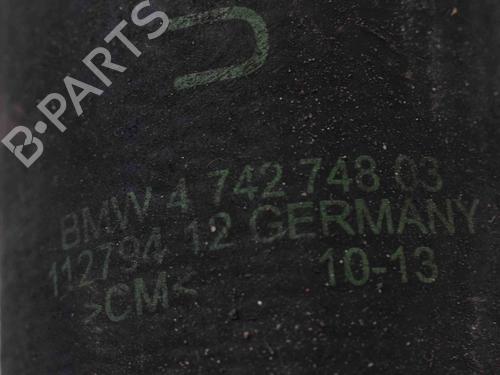 B-PARTS
BMW 4 742 748 03
112794 12 GERMANY
>CM<
10-13